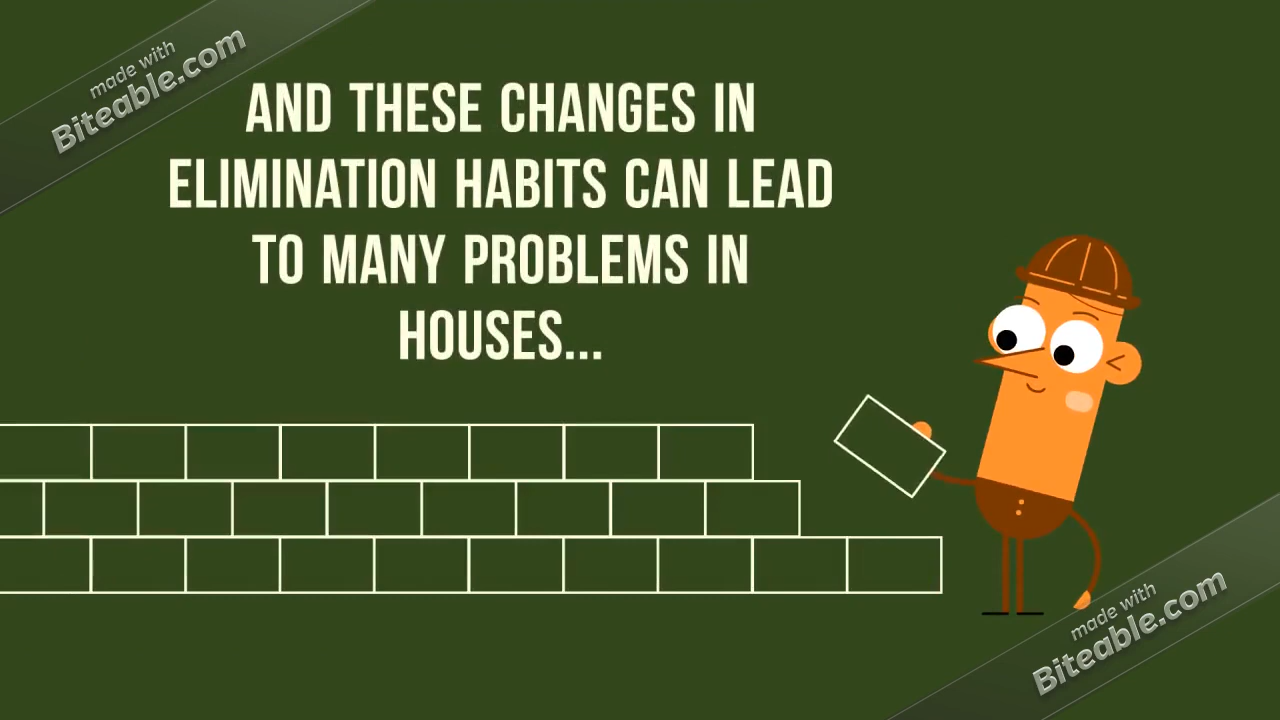 made with
Biteable.com
AND THESE CHANGES IN
ELIMINATION HABITS CAN LEAD
TO MANY PROBLEMS IN
HOUSES...
made with
Biteable.com